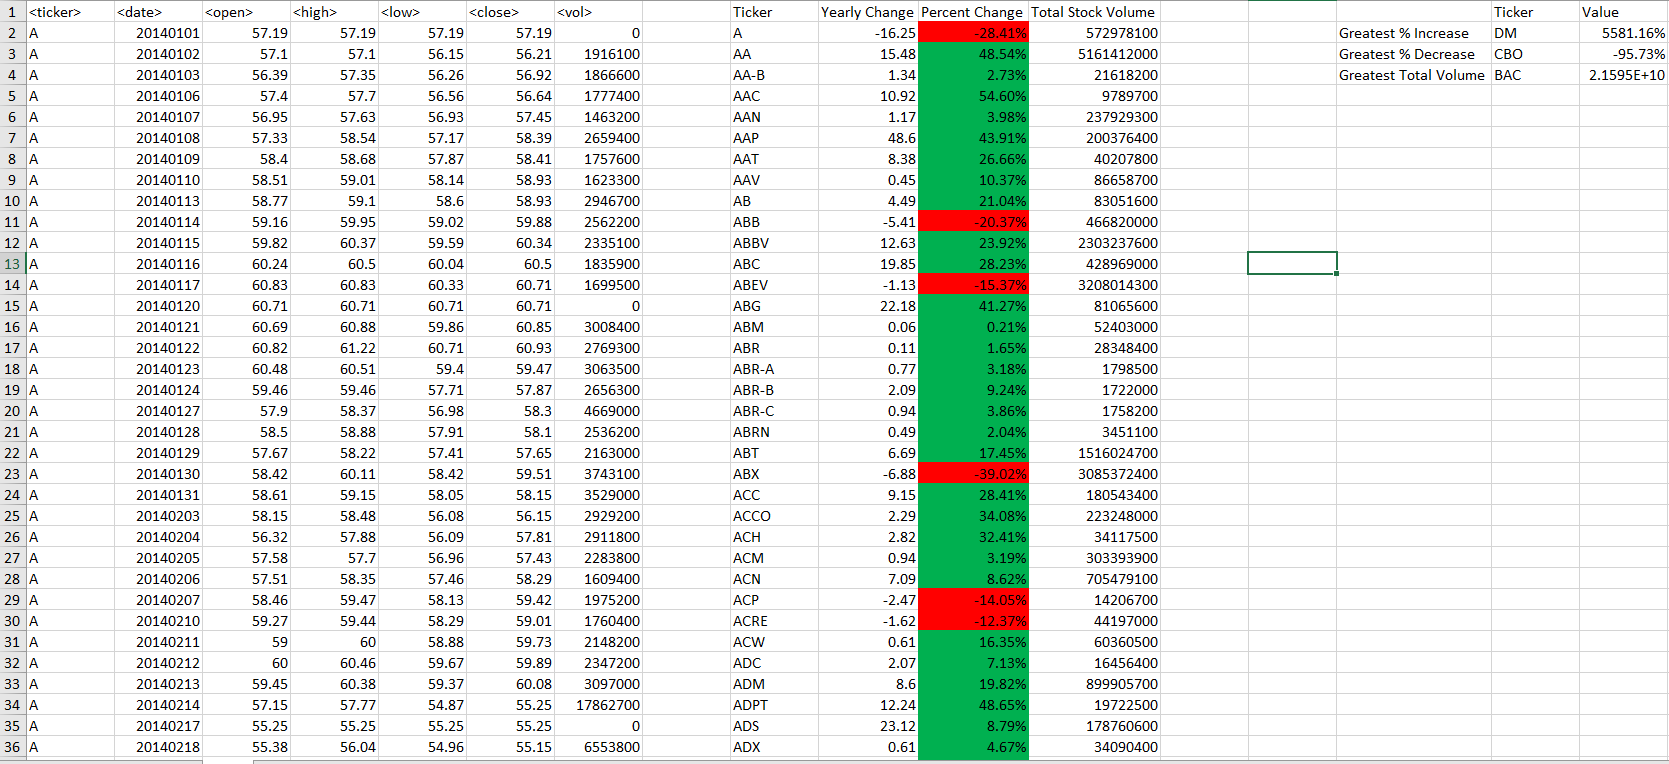 1 <ticker> <date> <open> <high> <low> <close> <vol> Ticker Yearly Change Percent Change Total Stock Volume Ticker Value
2 A 20140101 57.19 57.19 57.19 57.19 0 A -16.25 -28.41% 572978100 Greatest % Increase DM 5581.16%
3 A 20140102 57.1 57.1 56.15 56.21 1916100 AA 15.48 48.54% 5161412000 Greatest % Decrease CBO -95.73%
4 A 20140103 56.39 57.35 56.26 56.92 1866600 AA-B 1.34 2.73% 21618200 Greatest Total Volume BAC 2.1595E+10
5 A 20140106 57.4 57.7 56.56 56.64 1777400 AAC 10.92 54.60% 9789700
6 A 20140107 56.95 57.63 56.93 57.45 1463200 AAN 1.17 3.98% 237929300
7 A 20140108 57.33 58.54 57.17 58.39 2659400 AAP 48.6 43.91% 200376400
8 A 20140109 58.4 58.68 57.87 58.41 1757600 AAT 8.38 26.66% 40207800
9 A 20140110 58.51 59.01 58.14 58.93 1623300 AAV 0.45 10.37% 86658700
10 A 20140113 58.77 59.1 58.6 58.93 2946700 AB 4.49 21.04% 83051600
11 A 20140114 59.16 59.95 59.02 59.88 2562200 ABB -5.41 -20.37% 466820000
12 A 20140115 59.82 60.37 59.59 60.34 2335100 ABBV 12.63 23.92% 2303237600
13 A 20140116 60.24 60.5 60.04 60.5 1835900 ABC 19.85 28.23% 428969000
14 A 20140117 60.83 60.83 60.33 60.71 1699500 ABEV -1.13 -15.37% 3208014300
15 A 20140120 60.71 60.71 60.71 60.71 0 ABG 22.18 41.27% 81065600
16 A 20140121 60.69 60.88 59.86 60.85 3008400 ABM 0.06 0.21% 52403000
17 A 20140122 60.82 61.22 60.71 60.93 2769300 ABR 0.11 1.65% 28348400
18 A 20140123 60.48 60.51 59.4 59.47 3063500 ABR-A 0.77 3.18% 1798500
19 A 20140124 59.46 59.46 57.71 57.87 2656300 ABR-B 2.09 9.24% 1722000
20 A 20140127 57.9 58.37 56.98 58.3 4669000 ABR-C 0.94 3.86% 1758200
21 A 20140128 58.5 58.88 57.91 58.1 2536200 ABRN 0.49 2.04% 3451100
22 A 20140129 57.67 58.22 57.41 57.65 2163000 ABT 6.69 17.45% 1516024700
23 A 20140130 58.42 60.11 58.42 59.51 3743100 ABX -6.88 -39.02% 3085372400
24 A 20140131 58.61 59.15 58.05 58.15 3529000 ACC 9.15 28.41% 180543400
25 A 20140203 58.15 58.48 56.08 56.15 2929200 ACCO 2.29 34.08% 223248000
26 A 20140204 56.32 57.88 56.09 57.81 2911800 ACH 2.82 32.41% 34117500
27 A 20140205 57.58 57.7 56.96 57.43 2283800 ACM 0.94 3.19% 303393900
28 A 20140206 57.51 58.35 57.46 58.29 1609400 ACN 7.09 8.62% 705479100
29 A 20140207 58.46 59.47 58.13 59.42 1975200 ACP -2.47 -14.05% 14206700
30 A 20140210 59.27 59.44 58.29 59.01 1760400 ACRE -1.62 -12.37% 44197000
31 A 20140211 59 60 58.88 59.73 2148200 ACW 0.61 16.35% 60360500
32 A 20140212 60 60.46 59.67 59.89 2347200 ADC 2.07 7.13% 16456400
33 A 20140213 59.45 60.38 59.37 60.08 3097000 ADM 8.6 19.82% 899905700
34 A 20140214 57.15 57.77 54.87 55.25 17862700 ADPT 12.24 48.65% 19722500
35 A 20140217 55.25 55.25 55.25 55.25 0 ADS 23.12 8.79% 178760600
36 A 20140218 55.38 56.04 54.96 55.15 6553800 ADX 0.61 4.67% 34090400